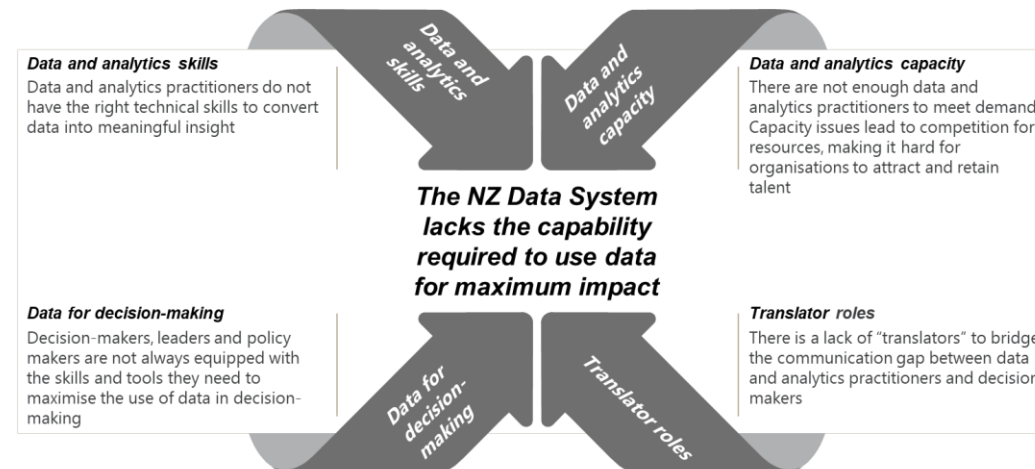 Data and analytics skills
Data and analytics practitioners do not
have the right technical skills to convert
data into meaningful insight
Data and
analytics
skills
Data and
analytics
capacity
Data and analytics capacity
There are not enough data and
analytics practitioners to meet demand
Capacity issues lead to competition for
resources, making it hard for
organisations to attract and retain
talent
The NZ Data System
lacks the capability
required to use data
for maximum impact
Data for decision-making
Decision-makers, leaders and policy
makers are not always equipped with
the skills and tools they need to
maximise the use of data in decision-
making
Data for
decision-
making
Translator roles
Translator roles
There is a lack of “translators” to bridge
the communication gap between data
and analytics practitioners and decision
makers